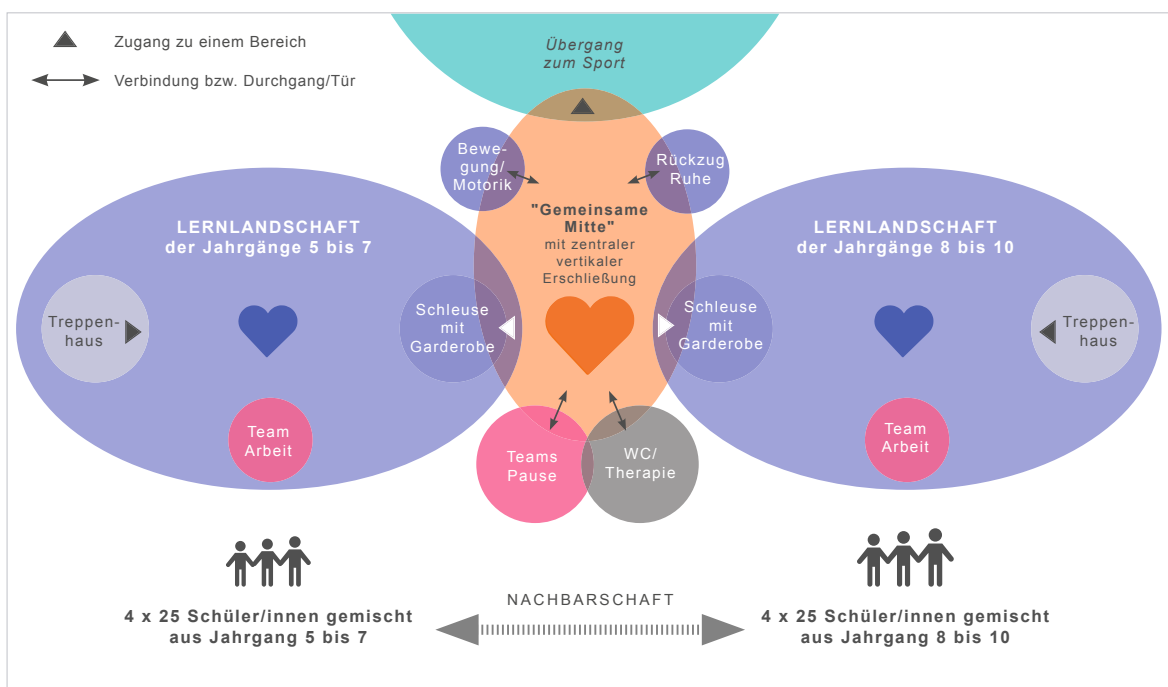 Zugang zu einem Bereich
Verbindung bzw. Durchgang/Tür
Übergang
zum Sport
Bewe-
gung/
Motorik
Rückzug
Ruhe
"Gemeinsame
Mitte"
mit zentraler
vertikaler
Erschließung
LERNLANDSCHAFT
der Jahrgänge 5 bis 7
LERNLANDSCHAFT
der Jahrgänge 8 bis 10
Treppen-
haus
Schleuse
mit
Garderobe
Schleuse
mit
Garderobe
Treppen-
haus
Team
Arbeit
Teams
Pause
WC/
Therapie
Team
Arbeit
4 x 25 Schüler/innen gemischt
aus Jahrgang 5 bis 7
NACHBARSCHAFT
4 x 25 Schüler/innen gemischt
aus Jahrgang 8 bis 10